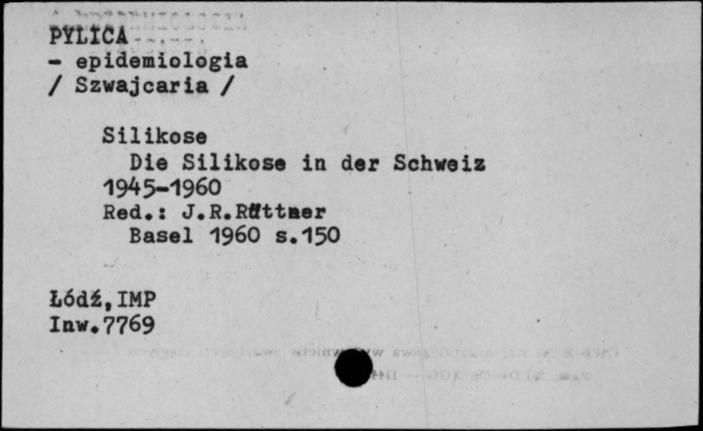 PYLICA
- epidemiologia
/ Szwajcaria /
Silikose
Die Silikose in der Schweiz
1945-1960
Red.: J.R.Rüttner
Basel 1960 s.150
Łódź,IMP
Inw.7769